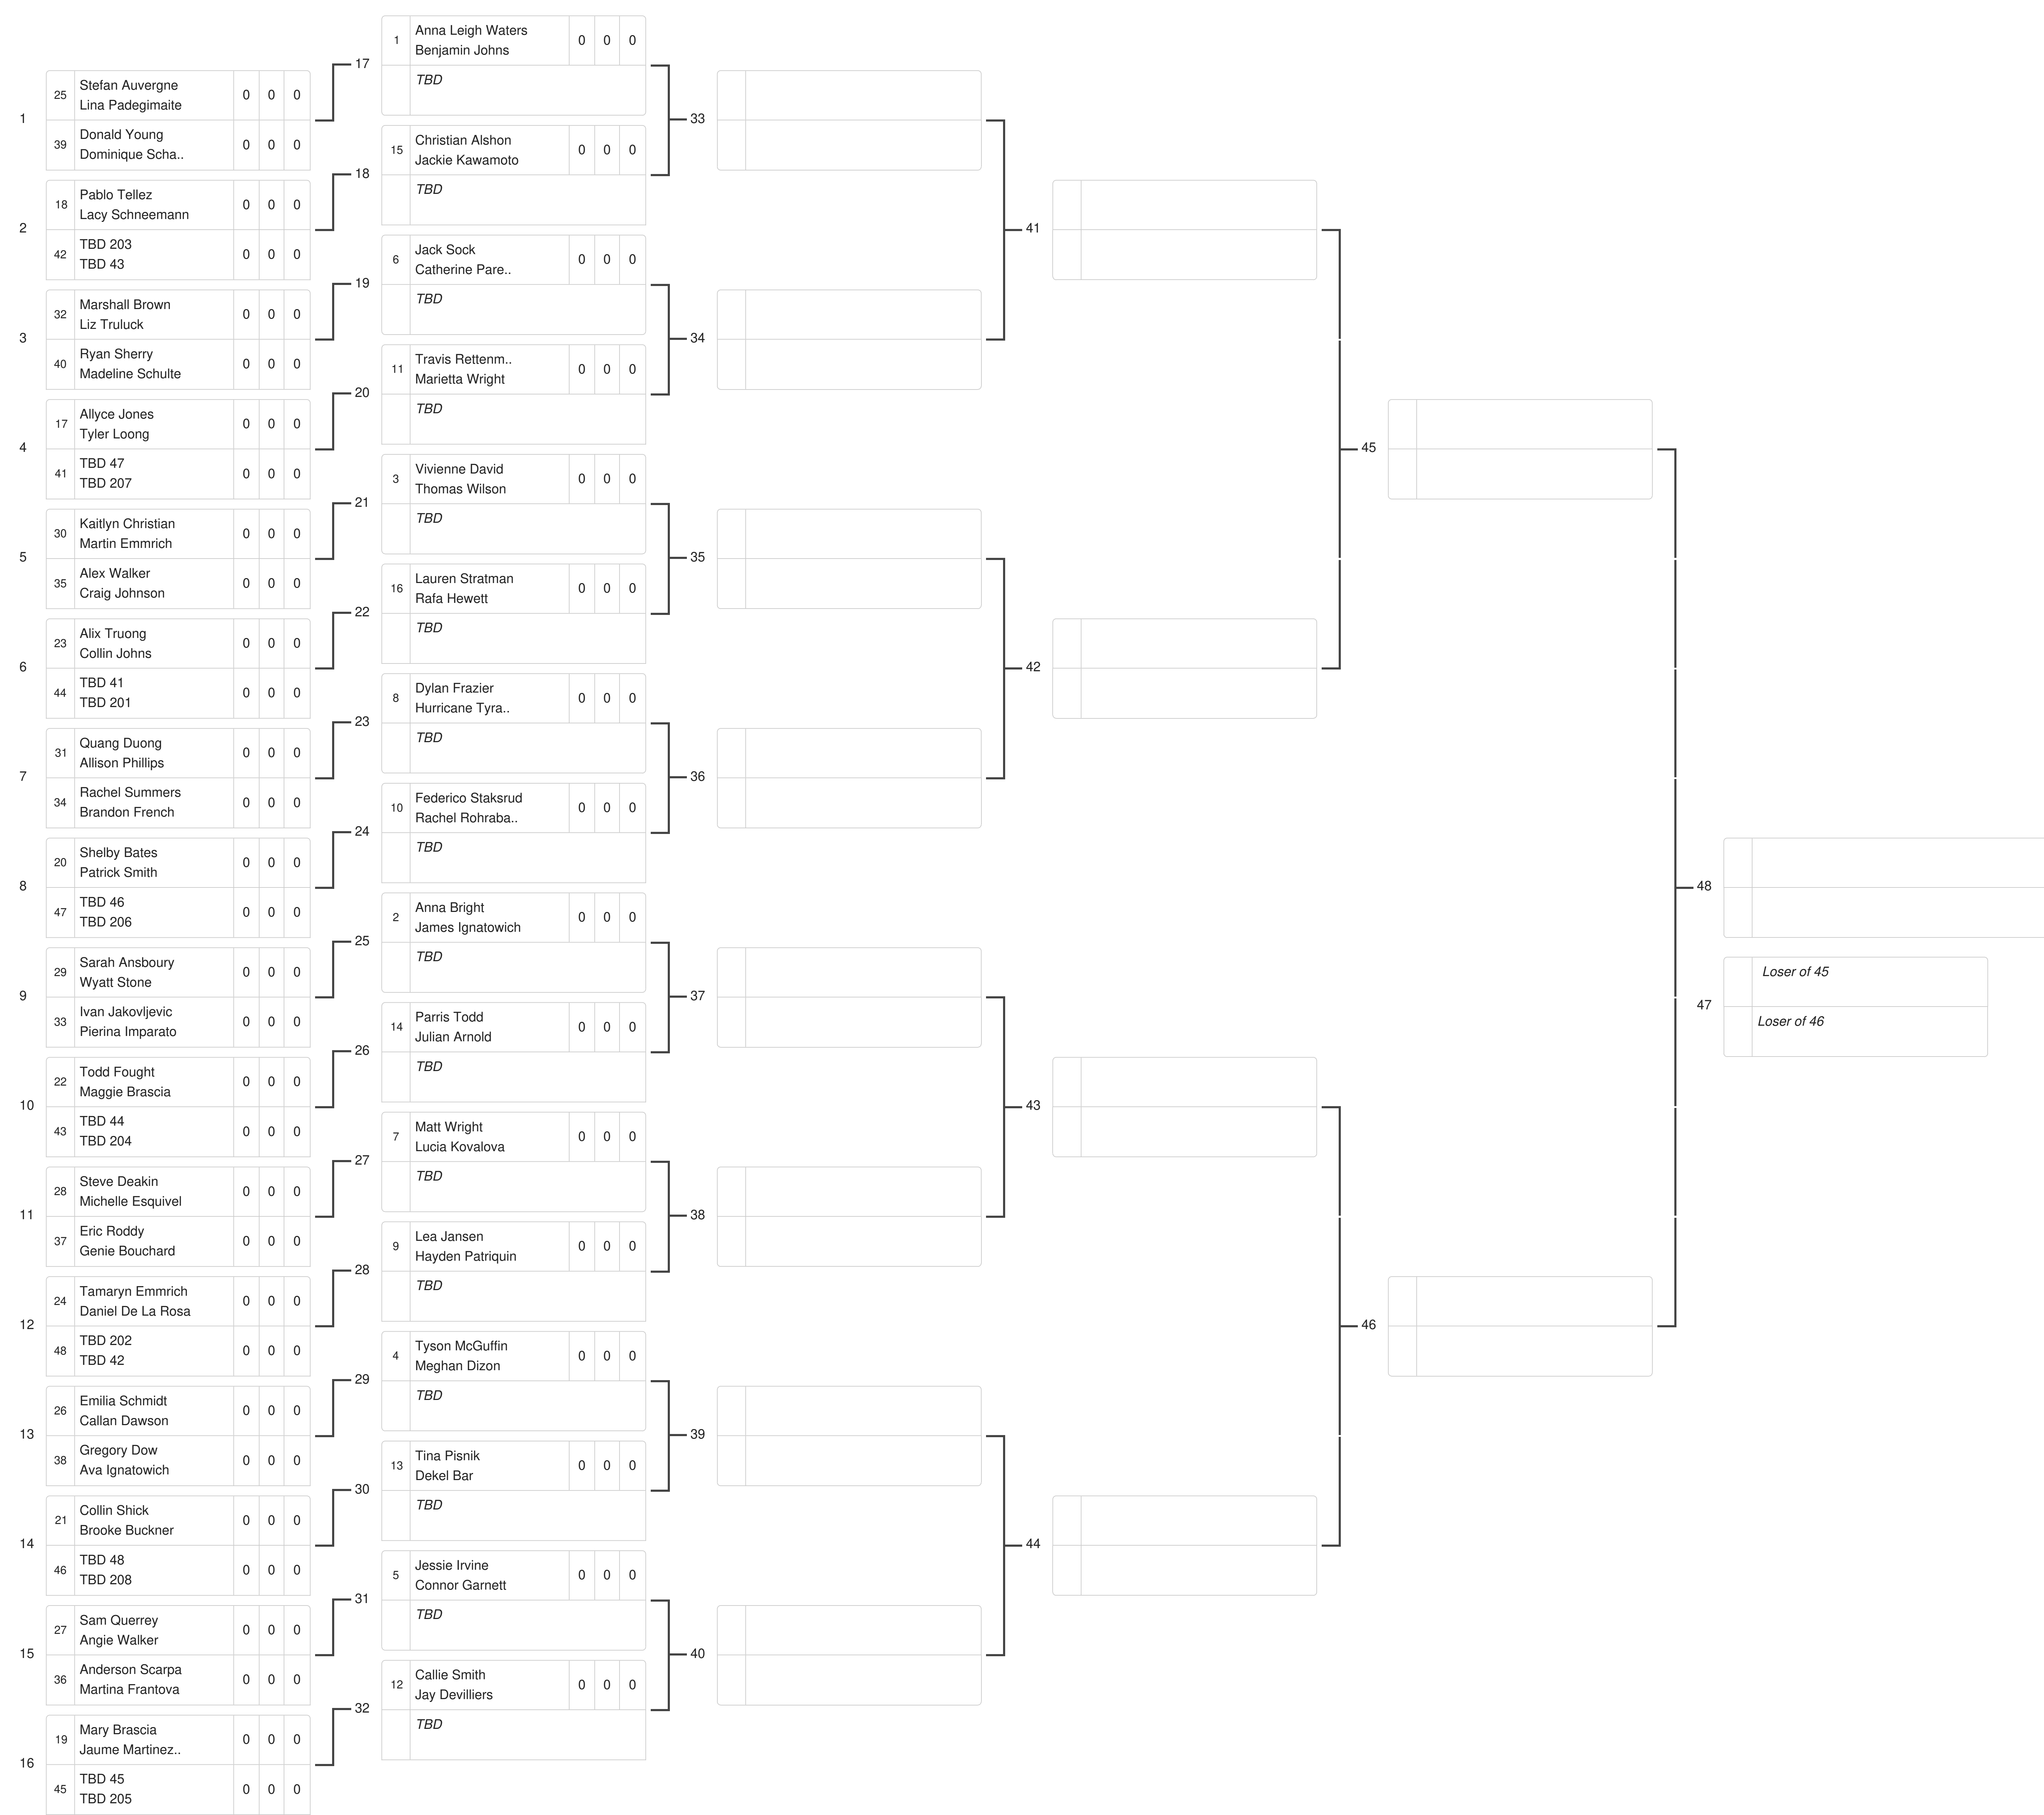 1
25
Stefan Auvergne
Lina Padegimaite
0 0 0
39
Donald Young
Dominique Scha..
0 0 0
2
18
Pablo Tellez
Lacy Schneemann
0 0 0
42
TBD 203
TBD 43
0 0 0
3
32
Marshall Brown
Liz Truluck
0 0 0
40
Ryan Sherry
Madeline Schulte
0 0 0
4
17
Allyce Jones
Tyler Loong
0 0 0
41
TBD 47
TBD 207
0 0 0
5
30
Kaitlyn Christian
Martin Emmrich
0 0 0
35
Alex Walker
Craig Johnson
0 0 0
6
23
Alix Truong
Collin Johns
0 0 0
44
TBD 41
TBD 201
0 0 0
7
31
Quang Duong
Allison Phillips
0 0 0
34
Rachel Summers
Brandon French
0 0 0
8
20
Shelby Bates
Patrick Smith
0 0 0
47
TBD 46
TBD 206
0 0 0
9
29
Sarah Ansboury
Wyatt Stone
0 0 0
33
Ivan Jakovljevic
Pierina Imparato
0 0 0
10
22
Todd Fought
Maggie Brascia
0 0 0
43
TBD 44
TBD 204
0 0 0
11
28
Steve Deakin
Michelle Esquivel
0 0 0
37
Eric Roddy
Genie Bouchard
0 0 0
12
24
Tamaryn Emmrich
Daniel De La Rosa
0 0 0
48
TBD 202
TBD 42
0 0 0
13
26
Emilia Schmidt
Callan Dawson
0 0 0
38
Gregory Dow
Ava Ignatowich
0 0 0
14
21
Collin Shick
Brooke Buckner
0 0 0
46
TBD 48
TBD 208
0 0 0
15
27
Sam Querrey
Angie Walker
0 0 0
36
Anderson Scarpa
Martina Frantova
0 0 0
16
19
Mary Brascia
Jaume Martinez..
0 0 0
45
TBD 45
TBD 205
0 0 0
17
1
Anna Leigh Waters
Benjamin Johns
0 0 0
TBD
18
15
Christian Alshon
Jackie Kawamoto
0 0 0
TBD
19
6
Jack Sock
Catherine Pare..
0 0 0
TBD
20
11
Travis Rettenm..
Marietta Wright
0 0 0
TBD
21
3
Vivienne David
Thomas Wilson
0 0 0
TBD
22
16
Lauren Stratman
Rafa Hewett
0 0 0
TBD
23
8
Dylan Frazier
Hurricane Tyra..
0 0 0
TBD
24
10
Federico Staksrud
Rachel Rohraba..
0 0 0
TBD
25
2
Anna Bright
James Ignatowich
0 0 0
TBD
26
14
Parris Todd
Julian Arnold
0 0 0
TBD
27
7
Matt Wright
Lucia Kovalova
0 0 0
TBD
28
9
Lea Jansen
Hayden Patriquin
0 0 0
TBD
29
4
Tyson McGuffin
Meghan Dizon
0 0 0
TBD
30
13
Tina Pisnik
Dekel Bar
0 0 0
TBD
31
5
Jessie Irvine
Connor Garnett
0 0 0
TBD
32
12
Callie Smith
Jay Devilliers
0 0 0
TBD
33
34
35
36
37
38
39
40
41
42
43
44
45
46
48
47
Loser of 45
Loser of 46